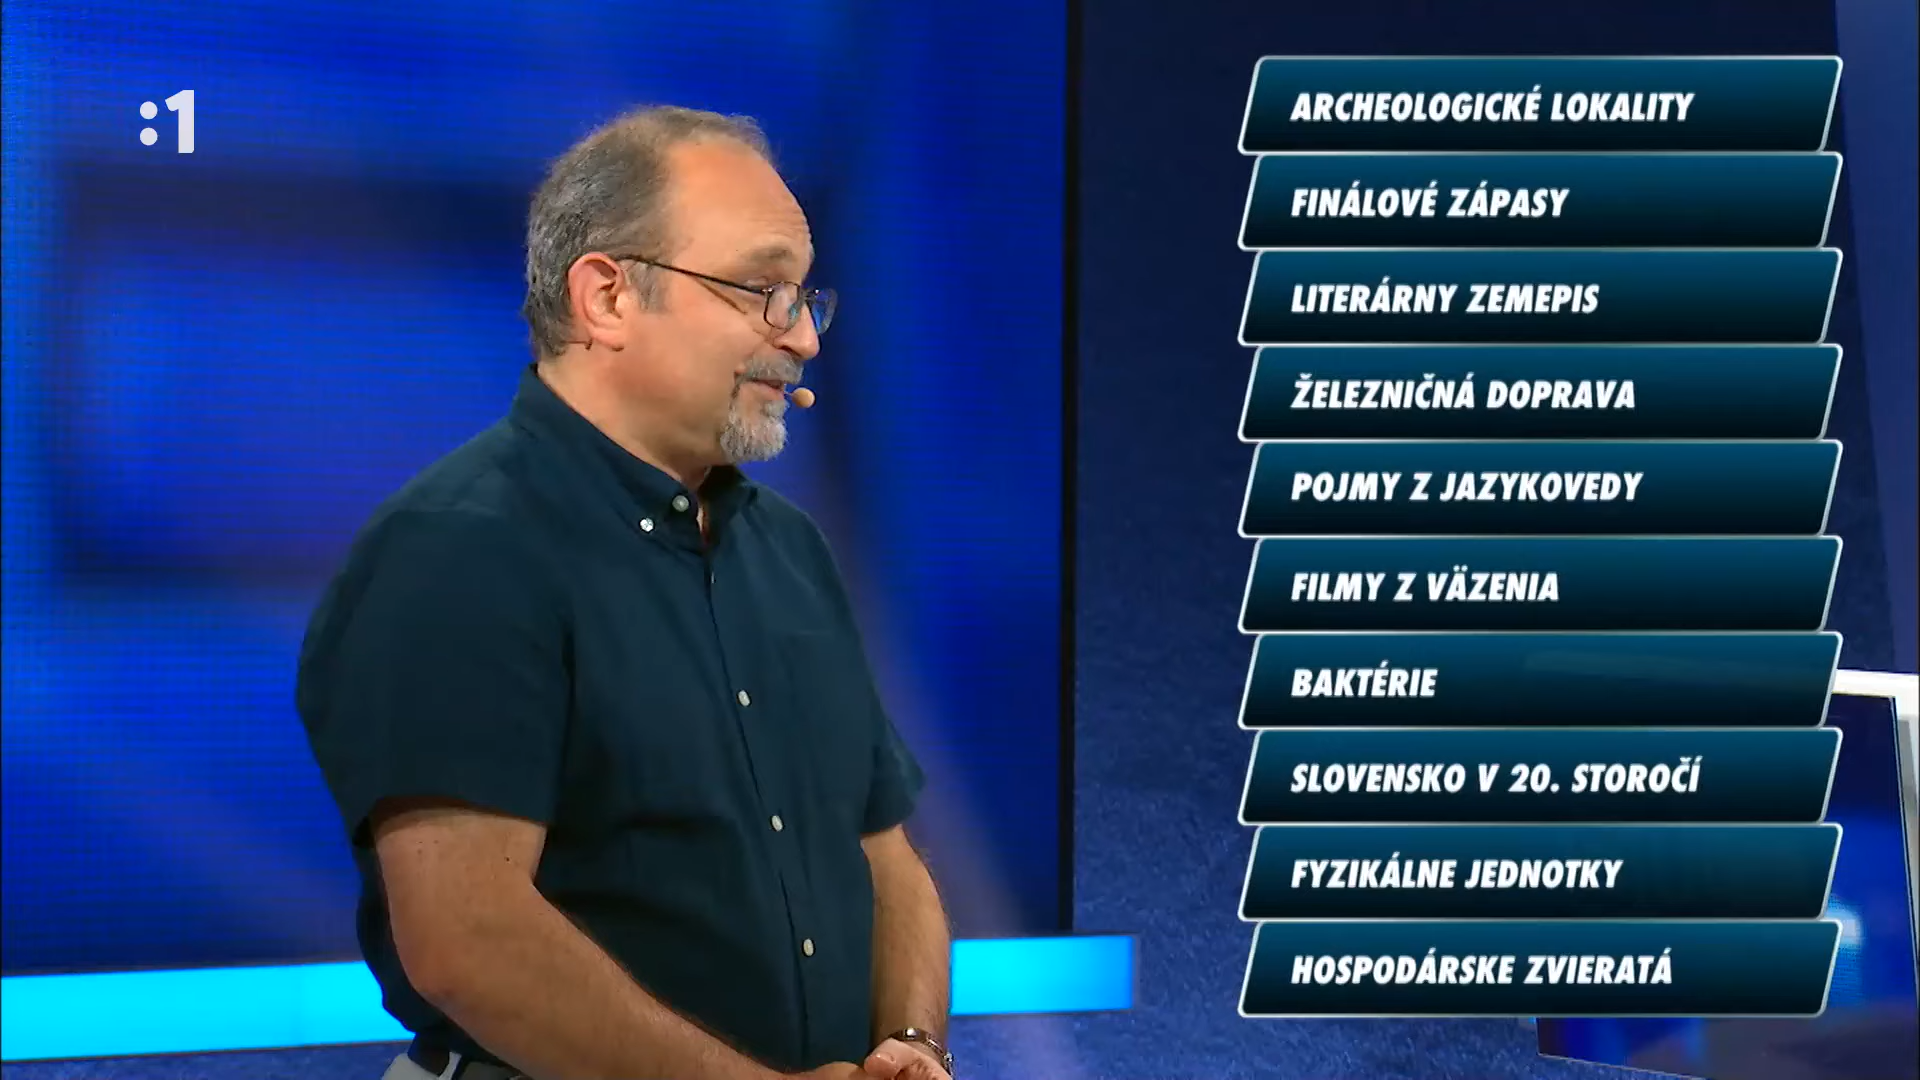 :1
ARCHEOLOGICKÉ LOKALITY
FINÁLOVÉ ZÁPASY
LITERÁRNY ZEMEPIS
ŽELEZNIČNÁ DOPRAVA
POJMY Z JAZYKOVEDY
FILMY Z VÄZENIA
BAKTÉRIE
SLOVENSKO V 20. STOROČÍ
FYZIKÁLNE JEDNOTKY
HOSPODÁRSKE ZVIERATÁ